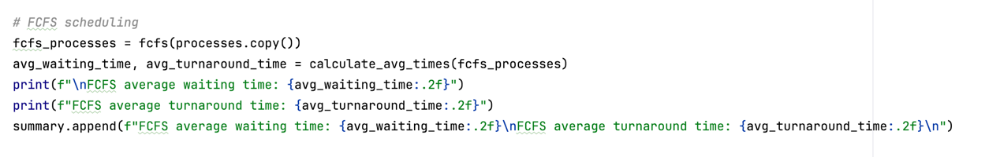 # FCFS scheduling
fcfs_processes = fcfs(processes.copy())
avg_waiting_time, avg_turnaround_time = calculate_avg_times(fcfs_processes)
print(f"\nFCFS average waiting time: {avg_waiting_time:.2f}")
print(f"FCFS average turnaround time: {avg_turnaround_time:.2f}")
summary.append(f"FCFS average waiting time: {avg_waiting_time:.2f}\nFCFS average turnaround time: {avg_turnaround_time:.2f}\n")